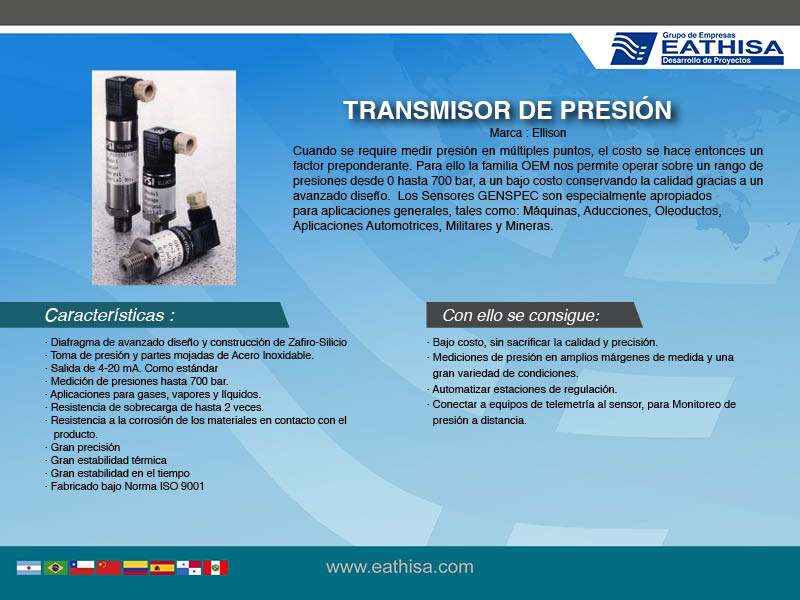 Grupo de Empresas
EATHISA
Desarrollo de Proyectos
TRANSMISOR DE PRESIÓN
Marca : Ellison
Cuando se require medir presión en múltiples puntos, el costo se hace entonces un
factor preponderante. Para ello la familia OEM nos permite operar sobre un rango de
presiones desde 0 hasta 700 bar, a un bajo costo conservando la calidad gracias a un
avanzado diseño. Los Sensores GENSPEC son especialmente apropiados
para aplicaciones generales, tales como: Máquinas, Aducciones, Oleoductos,
Aplicaciones Automotrices, Militares y Mineras.
Características :
· Diafragma de avanzado diseño y construcción de Zafiro-Silicio
· Toma de presión y partes mojadas de Acero Inoxidable.
· Salida de 4-20 mA. Como estándar
· Medición de presiones hasta 700 bar.
· Aplicaciones para gases, vapores y líquidos.
· Resistencia de sobrecarga de hasta 2 veces.
· Resistencia a la corrosión de los materiales en contacto con el
producto.
· Gran precisión
· Gran estabilidad térmica
· Gran estabilidad en el tiempo
· Fabricado bajo Norma ISO 9001
Con ello se consigue:
· Bajo costo, sin sacrificar la calidad y precisión.
· Mediciones de presión en amplios márgenes de medida y una
gran variedad de condiciones.
· Automatizar estaciones de regulación.
· Conectar a equipos de telemetría al sensor, para Monitoreo de
presión a distancia.
www.eathisa.com